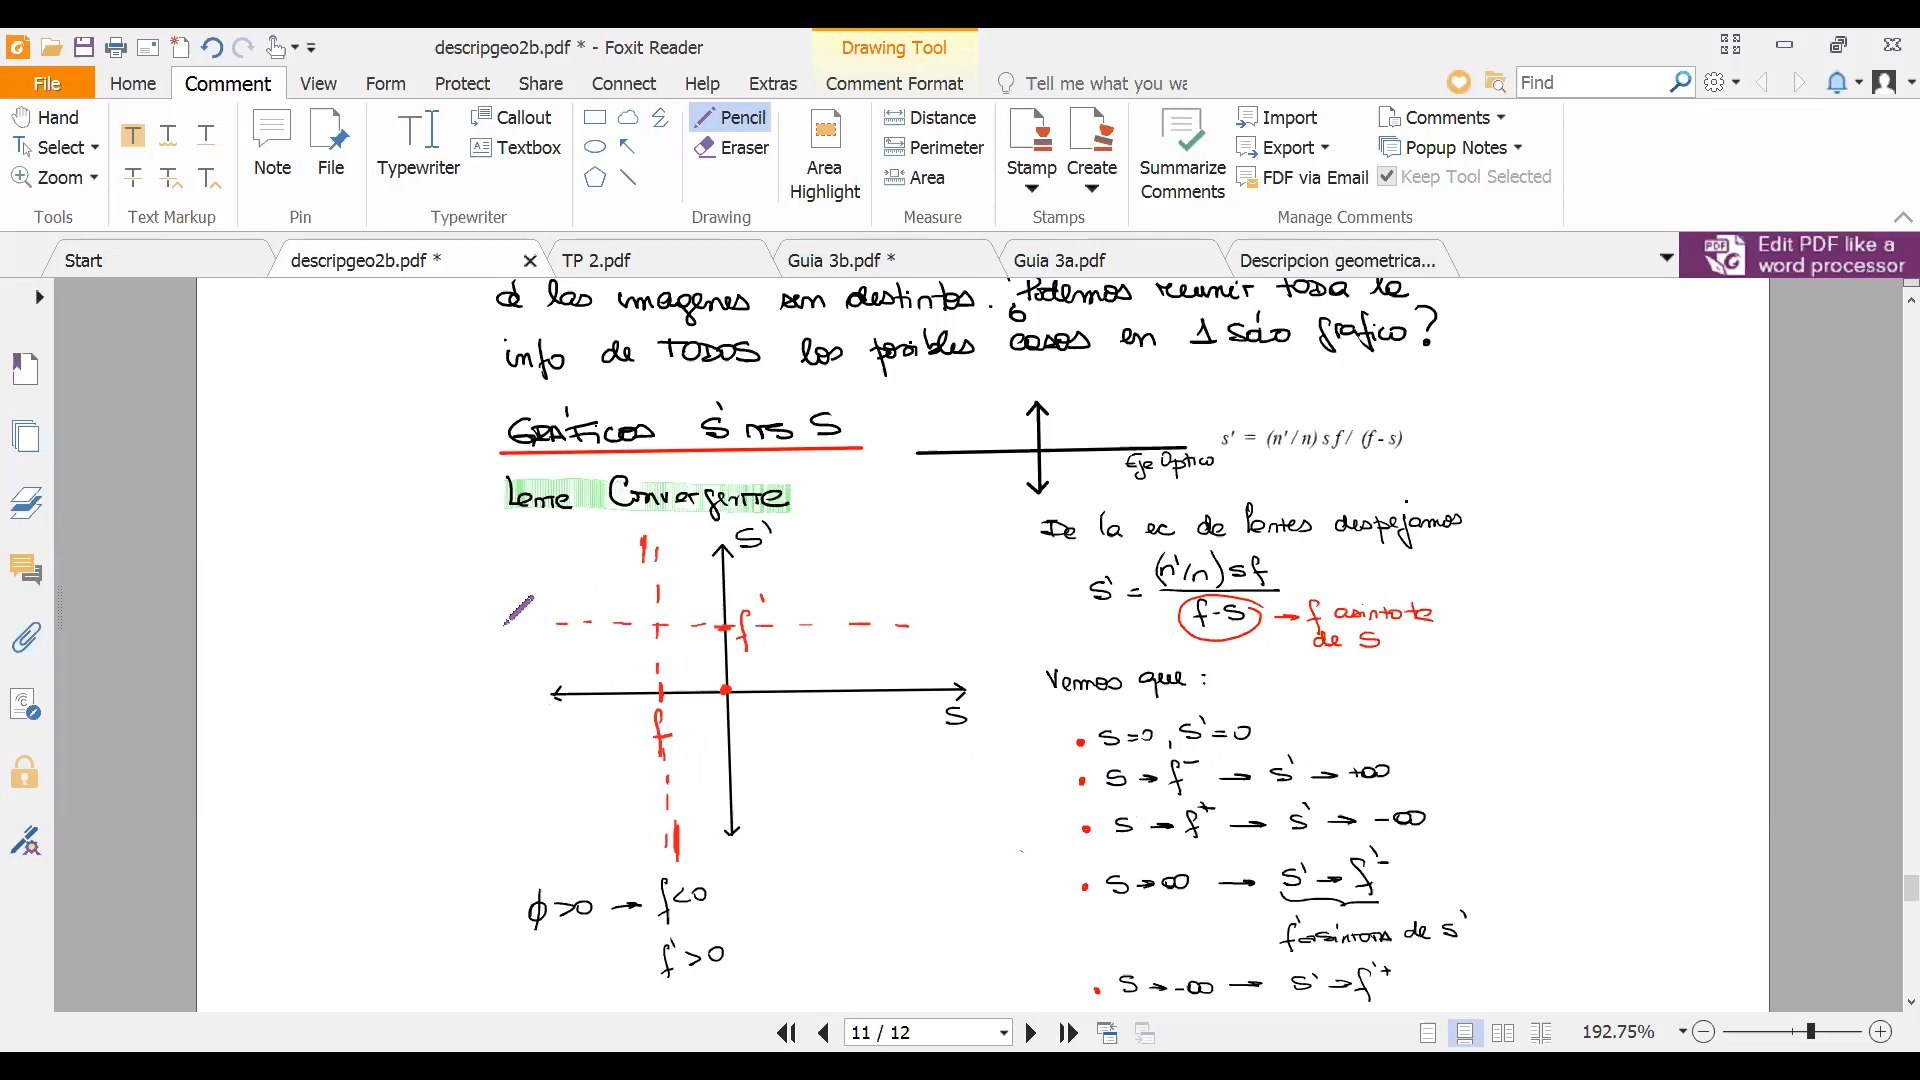 descripgeo2b.pdf * - Foxit Reader
Drawing Tool
File Home Comment View Form Protect Share Connect Help Extras Comment Format Tell me what you wa Find
Hand
Select
Zoom
Tools
Text Markup
Note File
Pin
Typewriter
Callout
Textbox
Typewriter
Pencil
Eraser
Drawing
Area Highlight
Distance
Perimeter
Area
Measure
Stamp Create
Stamps
Summarize Comments
Import
Export
FDF via Email
Comments
Popup Notes
Keep Tool Selected
Manage Comments
Start descripgeo2b.pdf * TP 2.pdf Guia 3b.pdf * Guia 3a.pdf Descripcion geometrica...
Edit PDF like a
word processor
d las imagenes son distintos. ¿Podemos reunir toda la
info de TODOS los posibles casos en 1 sólo gráfico?
GRÁFICOS S' vs S
Eje Optico
s' = (n'/n) s f / (f - s)
Lente Convergente
De la ec de lentes despejamos
S' = (n'/n) s f / f - s → f asintota
de S
S'
f'
f
S
Vemos que :
• S=0, S'=0
• S → f⁻ → S' → +∞
• S → f⁺ → S' → -∞
• S → ∞ → S' → f'⁻
f' asintota de S'
• S → -∞ → S' → f'⁺
ϕ >0 → f<0
f' >0
11 / 12
192.75%